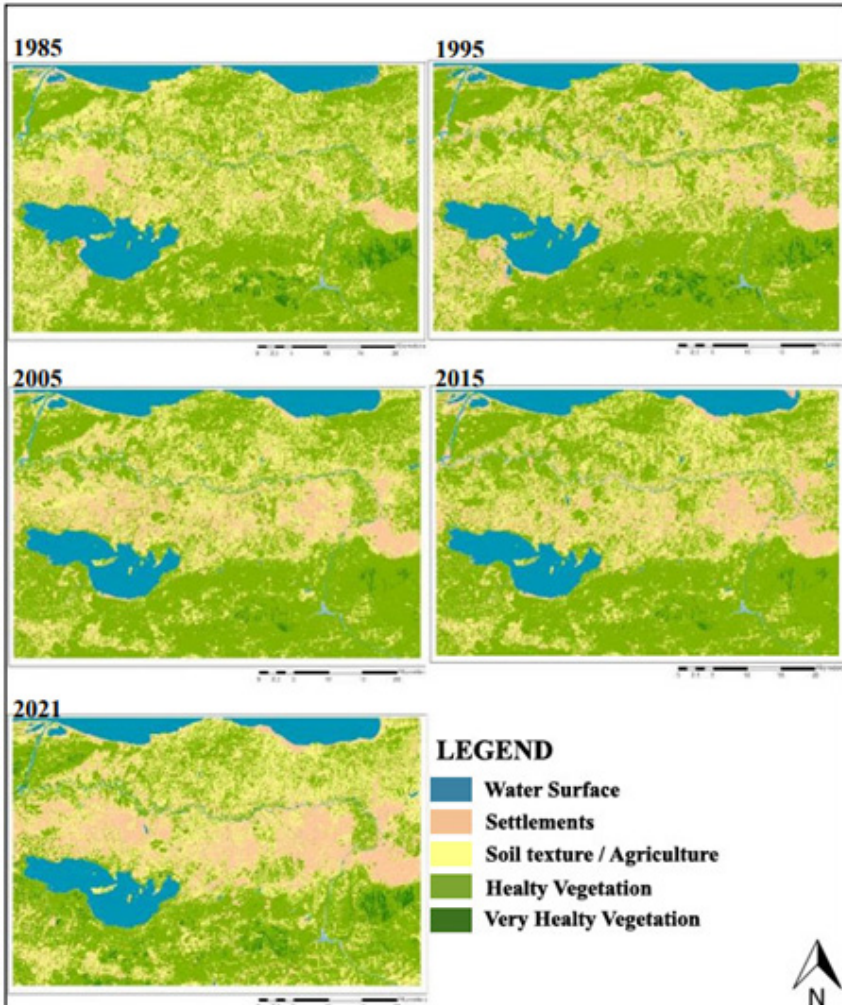 1985
1995
2005
2015
2021
LEGEND
Water Surface
Settlements
Soil texture / Agriculture
Healty Vegetation
Very Healty Vegetation
N